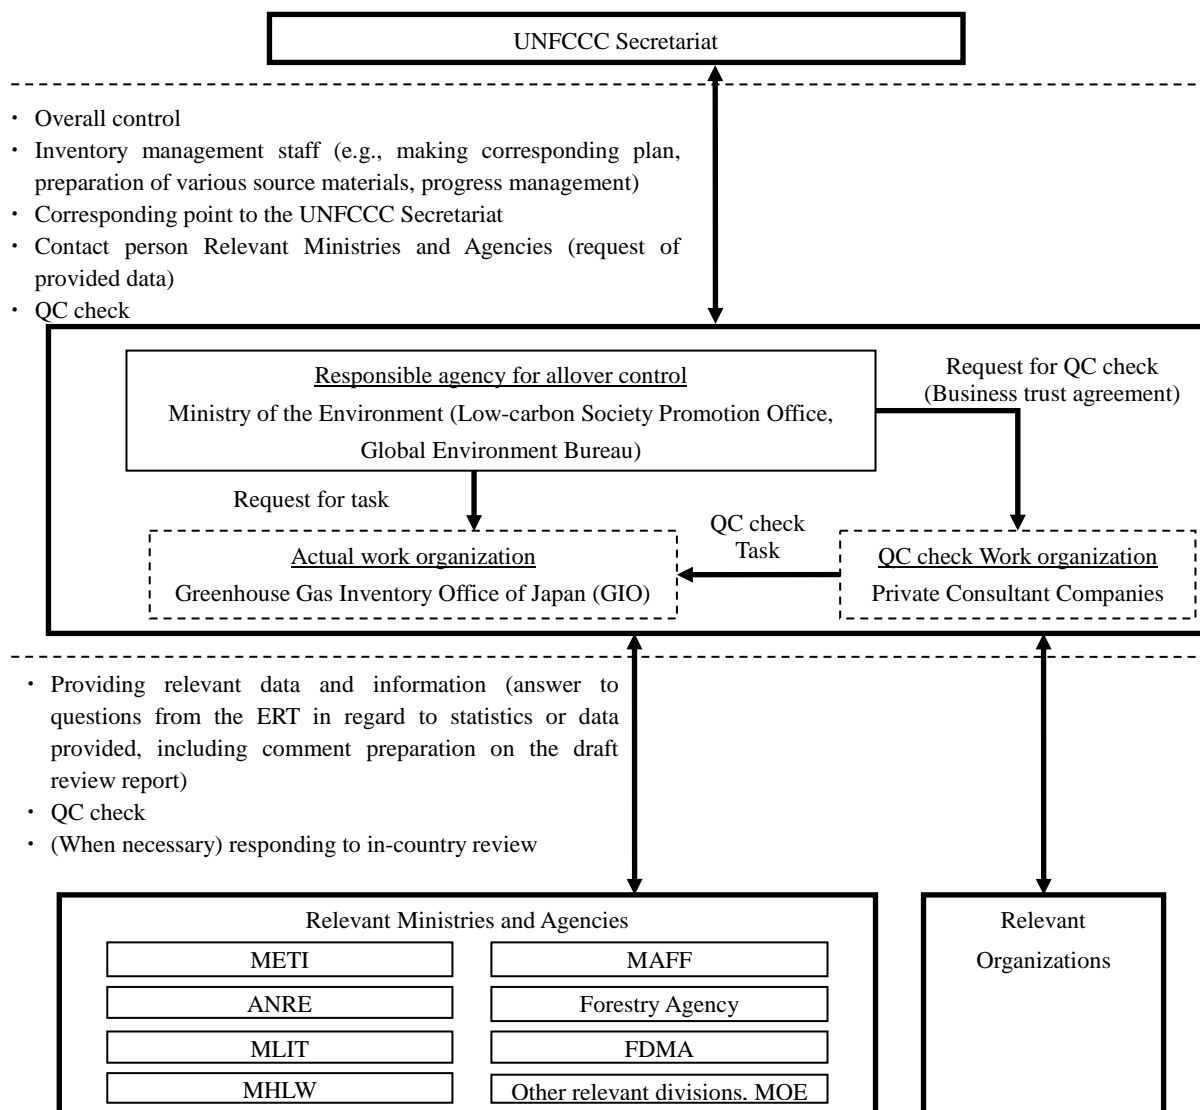 UNFCCC Secretariat
・ Overall control
・ Inventory management staff (e.g., making corresponding plan,
preparation of various source materials, progress management)
・ Corresponding point to the UNFCCC Secretariat
・ Contact person Relevant Ministries and Agencies (request of
provided data)
・ QC check
Responsible agency for allover control
Ministry of the Environment (Low-carbon Society Promotion Office,
Global Environment Bureau)
Request for QC check
(Business trust agreement)
Request for task
QC check
Task
Actual work organization
Greenhouse Gas Inventory Office of Japan (GIO)
QC check Work organization
Private Consultant Companies
・ Providing relevant data and information (answer to
questions from the ERT in regard to statistics or data
provided, including comment preparation on the draft
review report)
・ QC check
・ (When necessary) responding to in-country review
Relevant Ministries and Agencies
METI
MAFF
ANRE
Forestry Agency
MLIT
FDMA
MHLW
Other relevant divisions, MOE
Relevant
Organizations